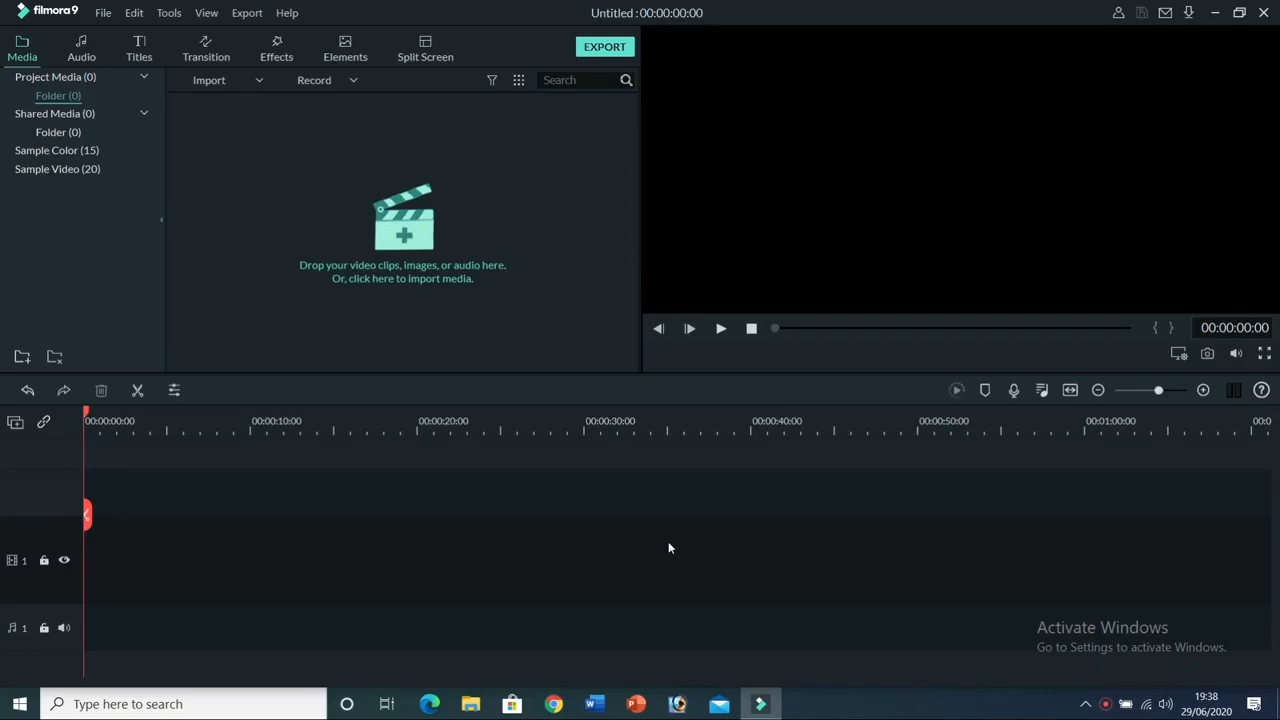 filmora9 File Edit Tools View Export Help Untitled : 00:00:00:00
Media Audio Titles Transition Effects Elements Split Screen EXPORT
Project Media (0)
Folder (0)
Shared Media (0)
Folder (0)
Sample Color (15)
Sample Video (20)
Import Record Search
Drop your video clips, images, or audio here.
Or, click here to import media.
00:00:00:00
00:00:00:00 00:00:10:00 00:00:20:00 00:00:30:00 00:00:40:00 00:00:50:00 00:01:00:00 00:0
1
1
Activate Windows
Go to Settings to activate Windows.
Type here to search
19:38
29/06/2020